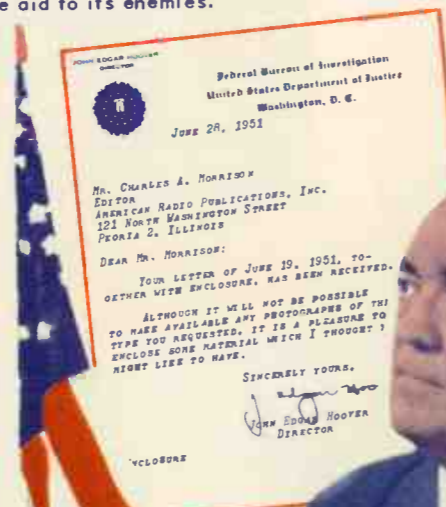 e aid to its enemies.
JOHN EDGAR HOOVER
DIRECTOR
Federal Bureau of Investigation
United States Department of Justice
Washington, D. C.
JUNE 28, 1951
MR. CHARLES A. MORRISON
EDITOR
AMERICAN RADIO PUBLICATIONS, INC.
121 NORTH WASHINGTON STREET
PEORIA 2, ILLINOIS
DEAR MR. MORRISON:
YOUR LETTER OF JUNE 19, 1951, TO-
GETHER WITH ENCLOSURE, HAS BEEN RECEIVED.
ALTHOUGH IT WILL NOT BE POSSIBLE
TO MAKE AVAILABLE ANY PHOTOGRAPHS OF THE
TYPE YOU REQUESTED, IT IS A PLEASURE TO
ENCLOSE SOME MATERIAL WHICH I THOUGHT
MIGHT LIKE TO HAVE.
SINCERELY YOURS,
J Edgar Hoo
JOHN EDGAR HOOVER
DIRECTOR
NCLOSURE